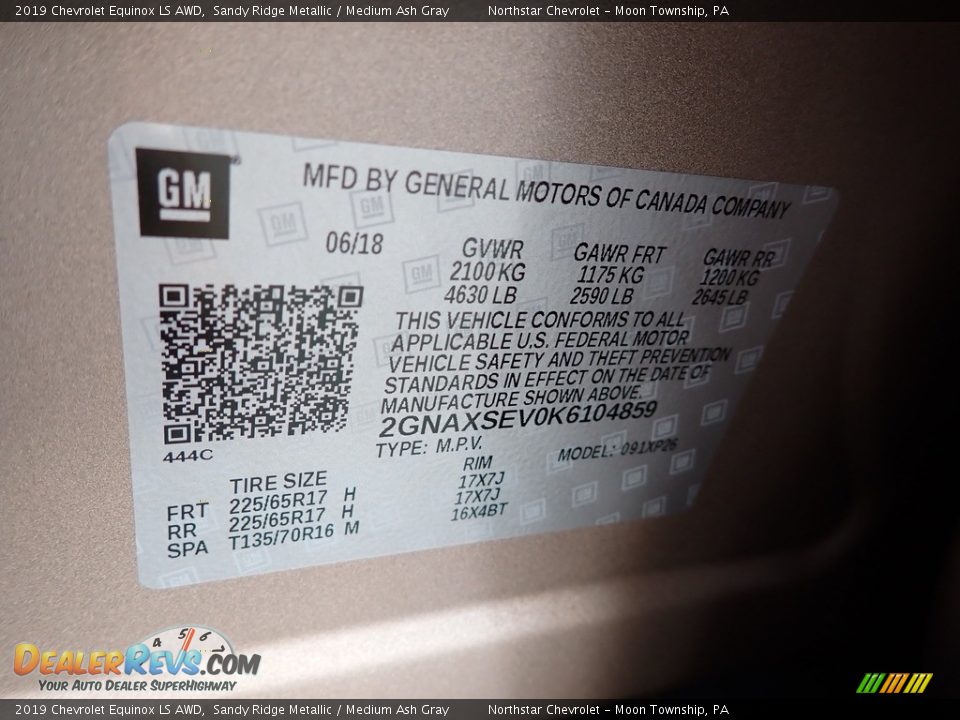 2019 Chevrolet Equinox LS AWD, Sandy Ridge Metallic / Medium Ash Gray Northstar Chevrolet - Moon Township, PA
GM
MFD BY GENERAL MOTORS OF CANADA COMPANY
06/18 GVWR GAWR FRT GAWR RR
2100 KG 1175 KG 1200 KG
4630 LB 2590 LB 2645 LB
THIS VEHICLE CONFORMS TO ALL
APPLICABLE U.S. FEDERAL MOTOR
VEHICLE SAFETY AND THEFT PREVENTION
STANDARDS IN EFFECT ON THE DATE OF
MANUFACTURE SHOWN ABOVE.
2GNAXSEV0K6104859
TYPE: M.P.V. MODEL: 091XP26
444C
TIRE SIZE RIM
FRT 225/65R17 H 17X7J
RR 225/65R17 H 17X7J
SPA T135/70R16 M 16X4BT
4 5 6
DEALERREVS.COM
YOUR AUTO DEALER SUPERHIGHWAY
2019 Chevrolet Equinox LS AWD, Sandy Ridge Metallic / Medium Ash Gray Northstar Chevrolet - Moon Township, PA